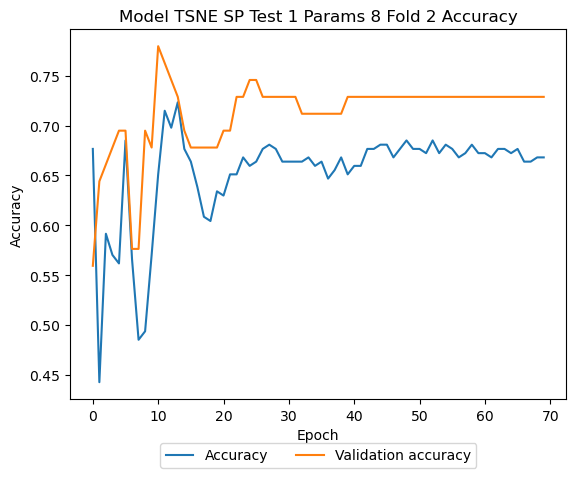 Model TSNE SP Test 1 Params 8 Fold 2 Accuracy
Accuracy
0.75
0.70
0.65
0.60
0.55
0.50
0.45
0 10 20 30 40 50 60 70
Epoch
Accuracy Validation accuracy